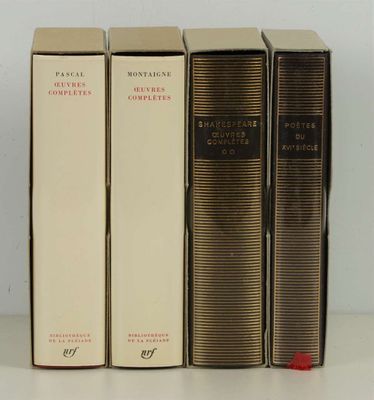 PASCAL
ŒUVRES
COMPLÈTES
BIBLIOTHÈQUE
DE LA PLÉIADE
nrf
MONTAIGNE
ŒUVRES
COMPLÈTES
BIBLIOTHÈQUE
DE LA PLÉIADE
nrf
SHAKESPEARE
ŒUVRES
COMPLÈTES
POÈTES
DU
XVIe SIÈCLE